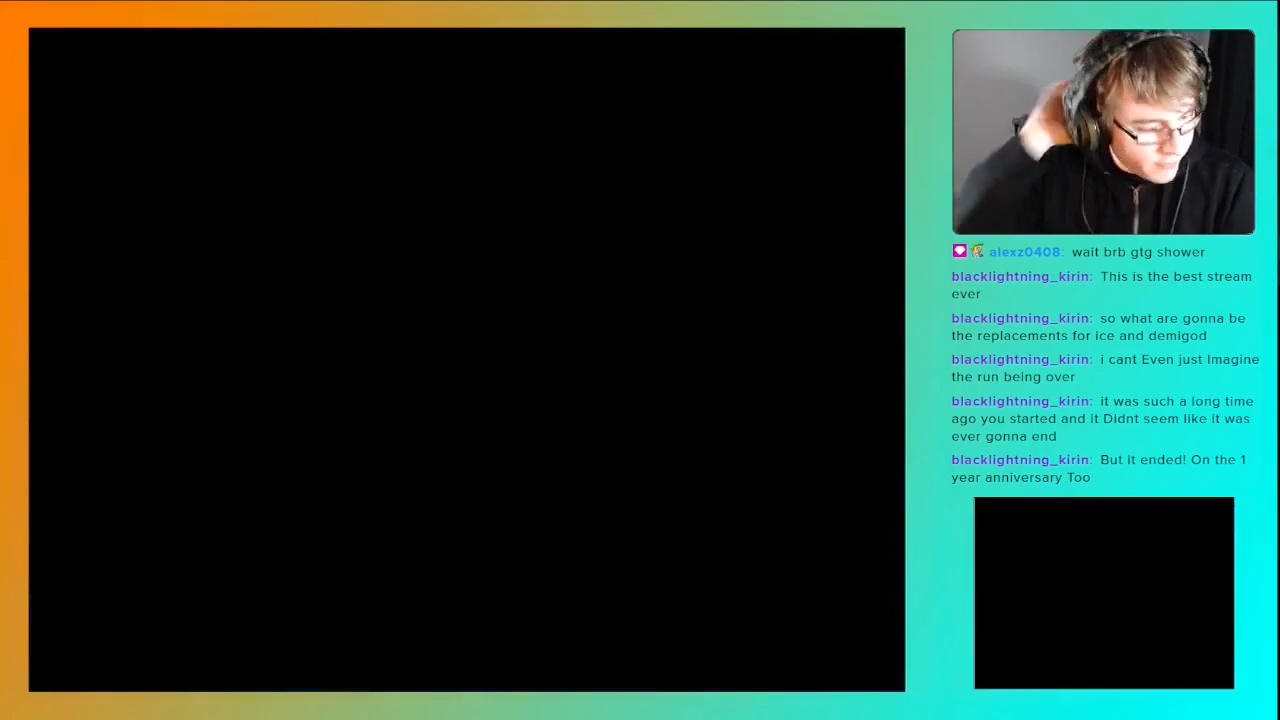 alexz0408: wait brb gtg shower
blacklightning_kirin: This is the best stream
ever
blacklightning_kirin: so what are gonna be
the replacements for ice and demigod
blacklightning_kirin: i cant Even just Imagine
the run being over
blacklightning_kirin: it was such a long time
ago you started and it Didnt seem like it was
ever gonna end
blacklightning_kirin: But it ended! On the 1
year anniversary Too